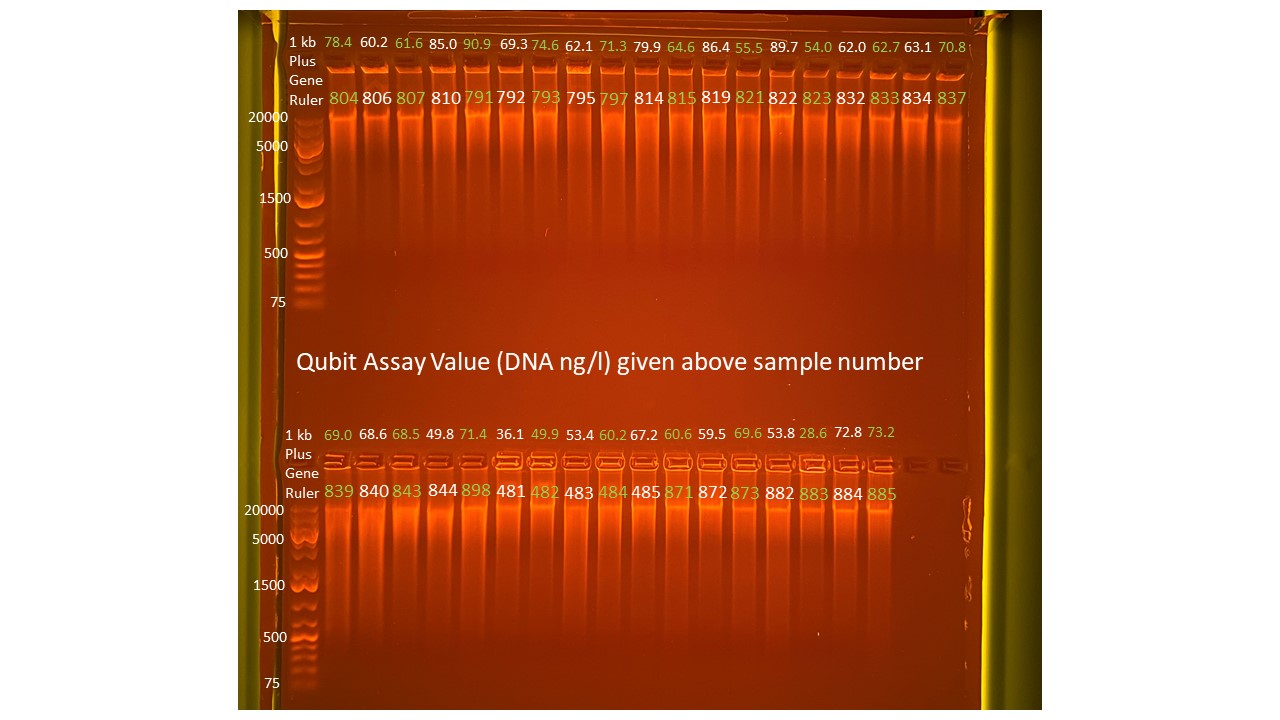 1 kb 78.4 60.2 61.6 85.0 90.9 69.3 74.6 62.1 71.3 79.9 64.6 86.4 55.5 89.7 54.0 62.0 62.7 63.1 70.8
Plus
Gene
Ruler 804 806 807 810 791 792 793 795 797 814 815 819 821 822 823 832 833 834 837
20000
5000
1500
500
75
Qubit Assay Value (DNA ng/l) given above sample number
1 kb 69.0 68.6 68.5 49.8 71.4 36.1 49.9 53.4 60.2 67.2 60.6 59.5 69.6 53.8 28.6 72.8 73.2
Plus
Gene
Ruler 839 840 843 844 898 481 482 483 484 485 871 872 873 882 883 884 885
20000
5000
1500
500
75